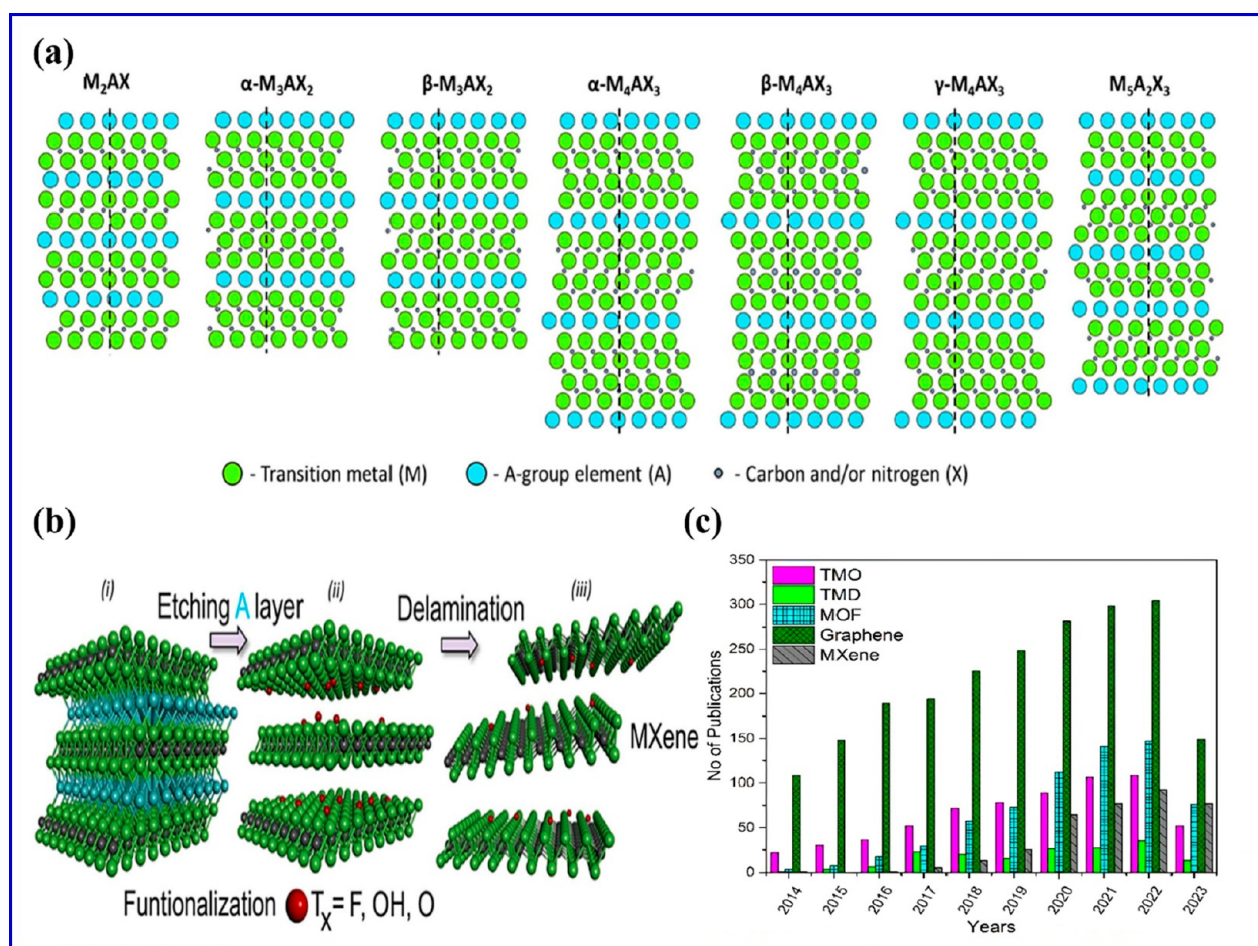 (a)
M₂AX α-M₃AX₂ β-M₃AX₂ α-M₄AX₃ β-M₄AX₃ γ-M₄AX₃ M₅A₂X₃
- Transition metal (M) - A-group element (A) - Carbon and/or nitrogen (X)
(b)
(i) (ii) (iii)
Etching A layer Delamination
MXene
Funtionalization Tₓ= F, OH, O
(c)
350
300
250
200
150
100
50
0
No of Publications
TMO
TMD
MOF
Graphene
MXene
2014 2015 2016 2017 2018 2019 2020 2021 2022 2023
Years